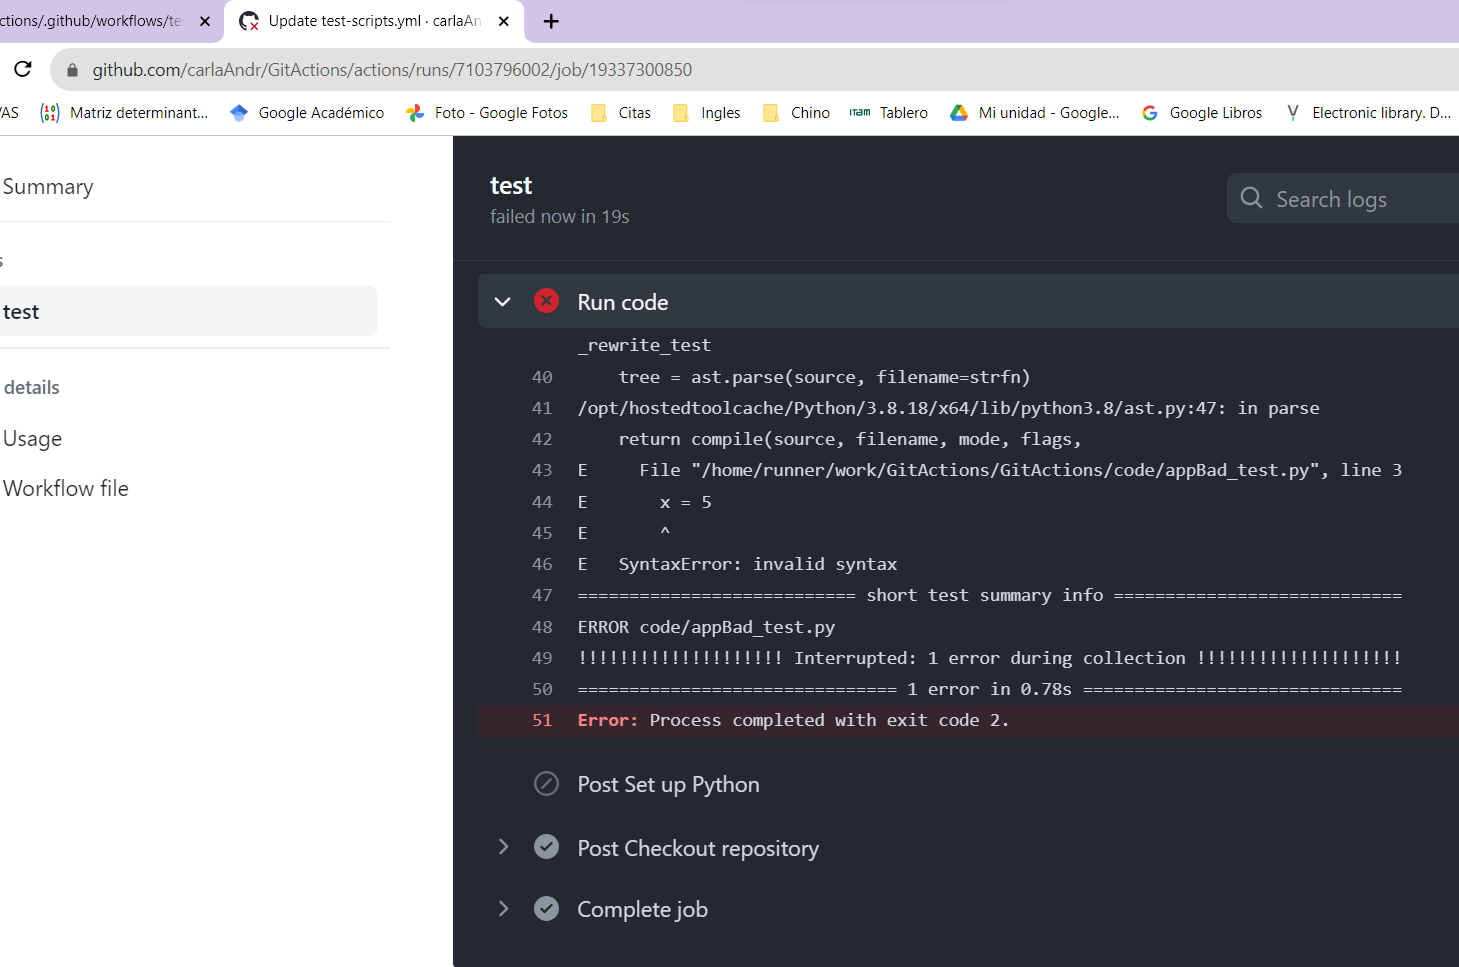 ctions/.github/workflows/te
Update test-scripts.yml · carlaAn
github.com/carlaAndr/GitActions/actions/runs/7103796002/job/19337300850
VAS Matriz determinant... Google Académico Foto - Google Fotos Citas Ingles Chino ITAM Tablero Mi unidad - Google... Google Libros Electronic library. D...
Summary
s
test
details
Usage
Workflow file
test
failed now in 19s
Search logs
Run code
_rewrite_test
40 tree = ast.parse(source, filename=strfn)
41 /opt/hostedtoolcache/Python/3.8.18/x64/lib/python3.8/ast.py:47: in parse
42 return compile(source, filename, mode, flags,
43 E File "/home/runner/work/GitActions/GitActions/code/appBad_test.py", line 3
44 E x = 5
45 E ^
46 E SyntaxError: invalid syntax
47 =========================== short test summary info ============================
48 ERROR code/appBad_test.py
49 !!!!!!!!!!!!!!!!!!!! Interrupted: 1 error during collection !!!!!!!!!!!!!!!!!!!!
50 =============================== 1 error in 0.78s ===============================
51 Error: Process completed with exit code 2.
Post Set up Python
Post Checkout repository
Complete job